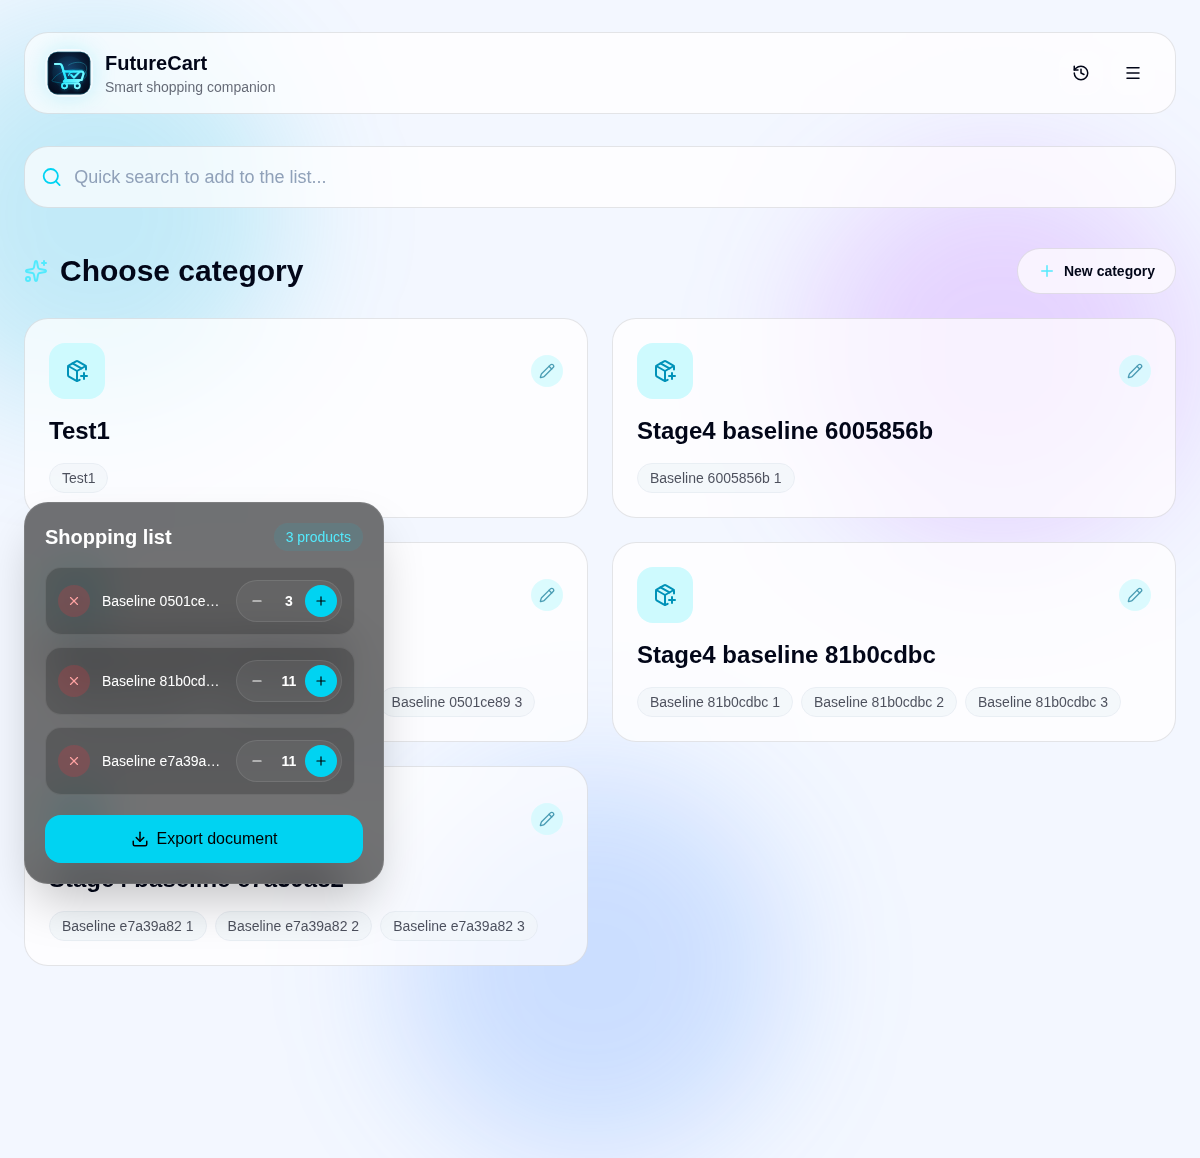 FutureCart
Smart shopping companion
Quick search to add to the list...
Choose category
New category
Test1
Test1
Stage4 baseline 6005856b
Baseline 6005856b 1
Shopping list
3 products
Baseline 0501ce...
3
Baseline 81b0cd...
11
Baseline e7a39a...
11
Export document
Baseline 0501ce89 3
Stage4 baseline 81b0cdbc
Baseline 81b0cdbc 1
Baseline 81b0cdbc 2
Baseline 81b0cdbc 3
Baseline e7a39a82 1
Baseline e7a39a82 2
Baseline e7a39a82 3